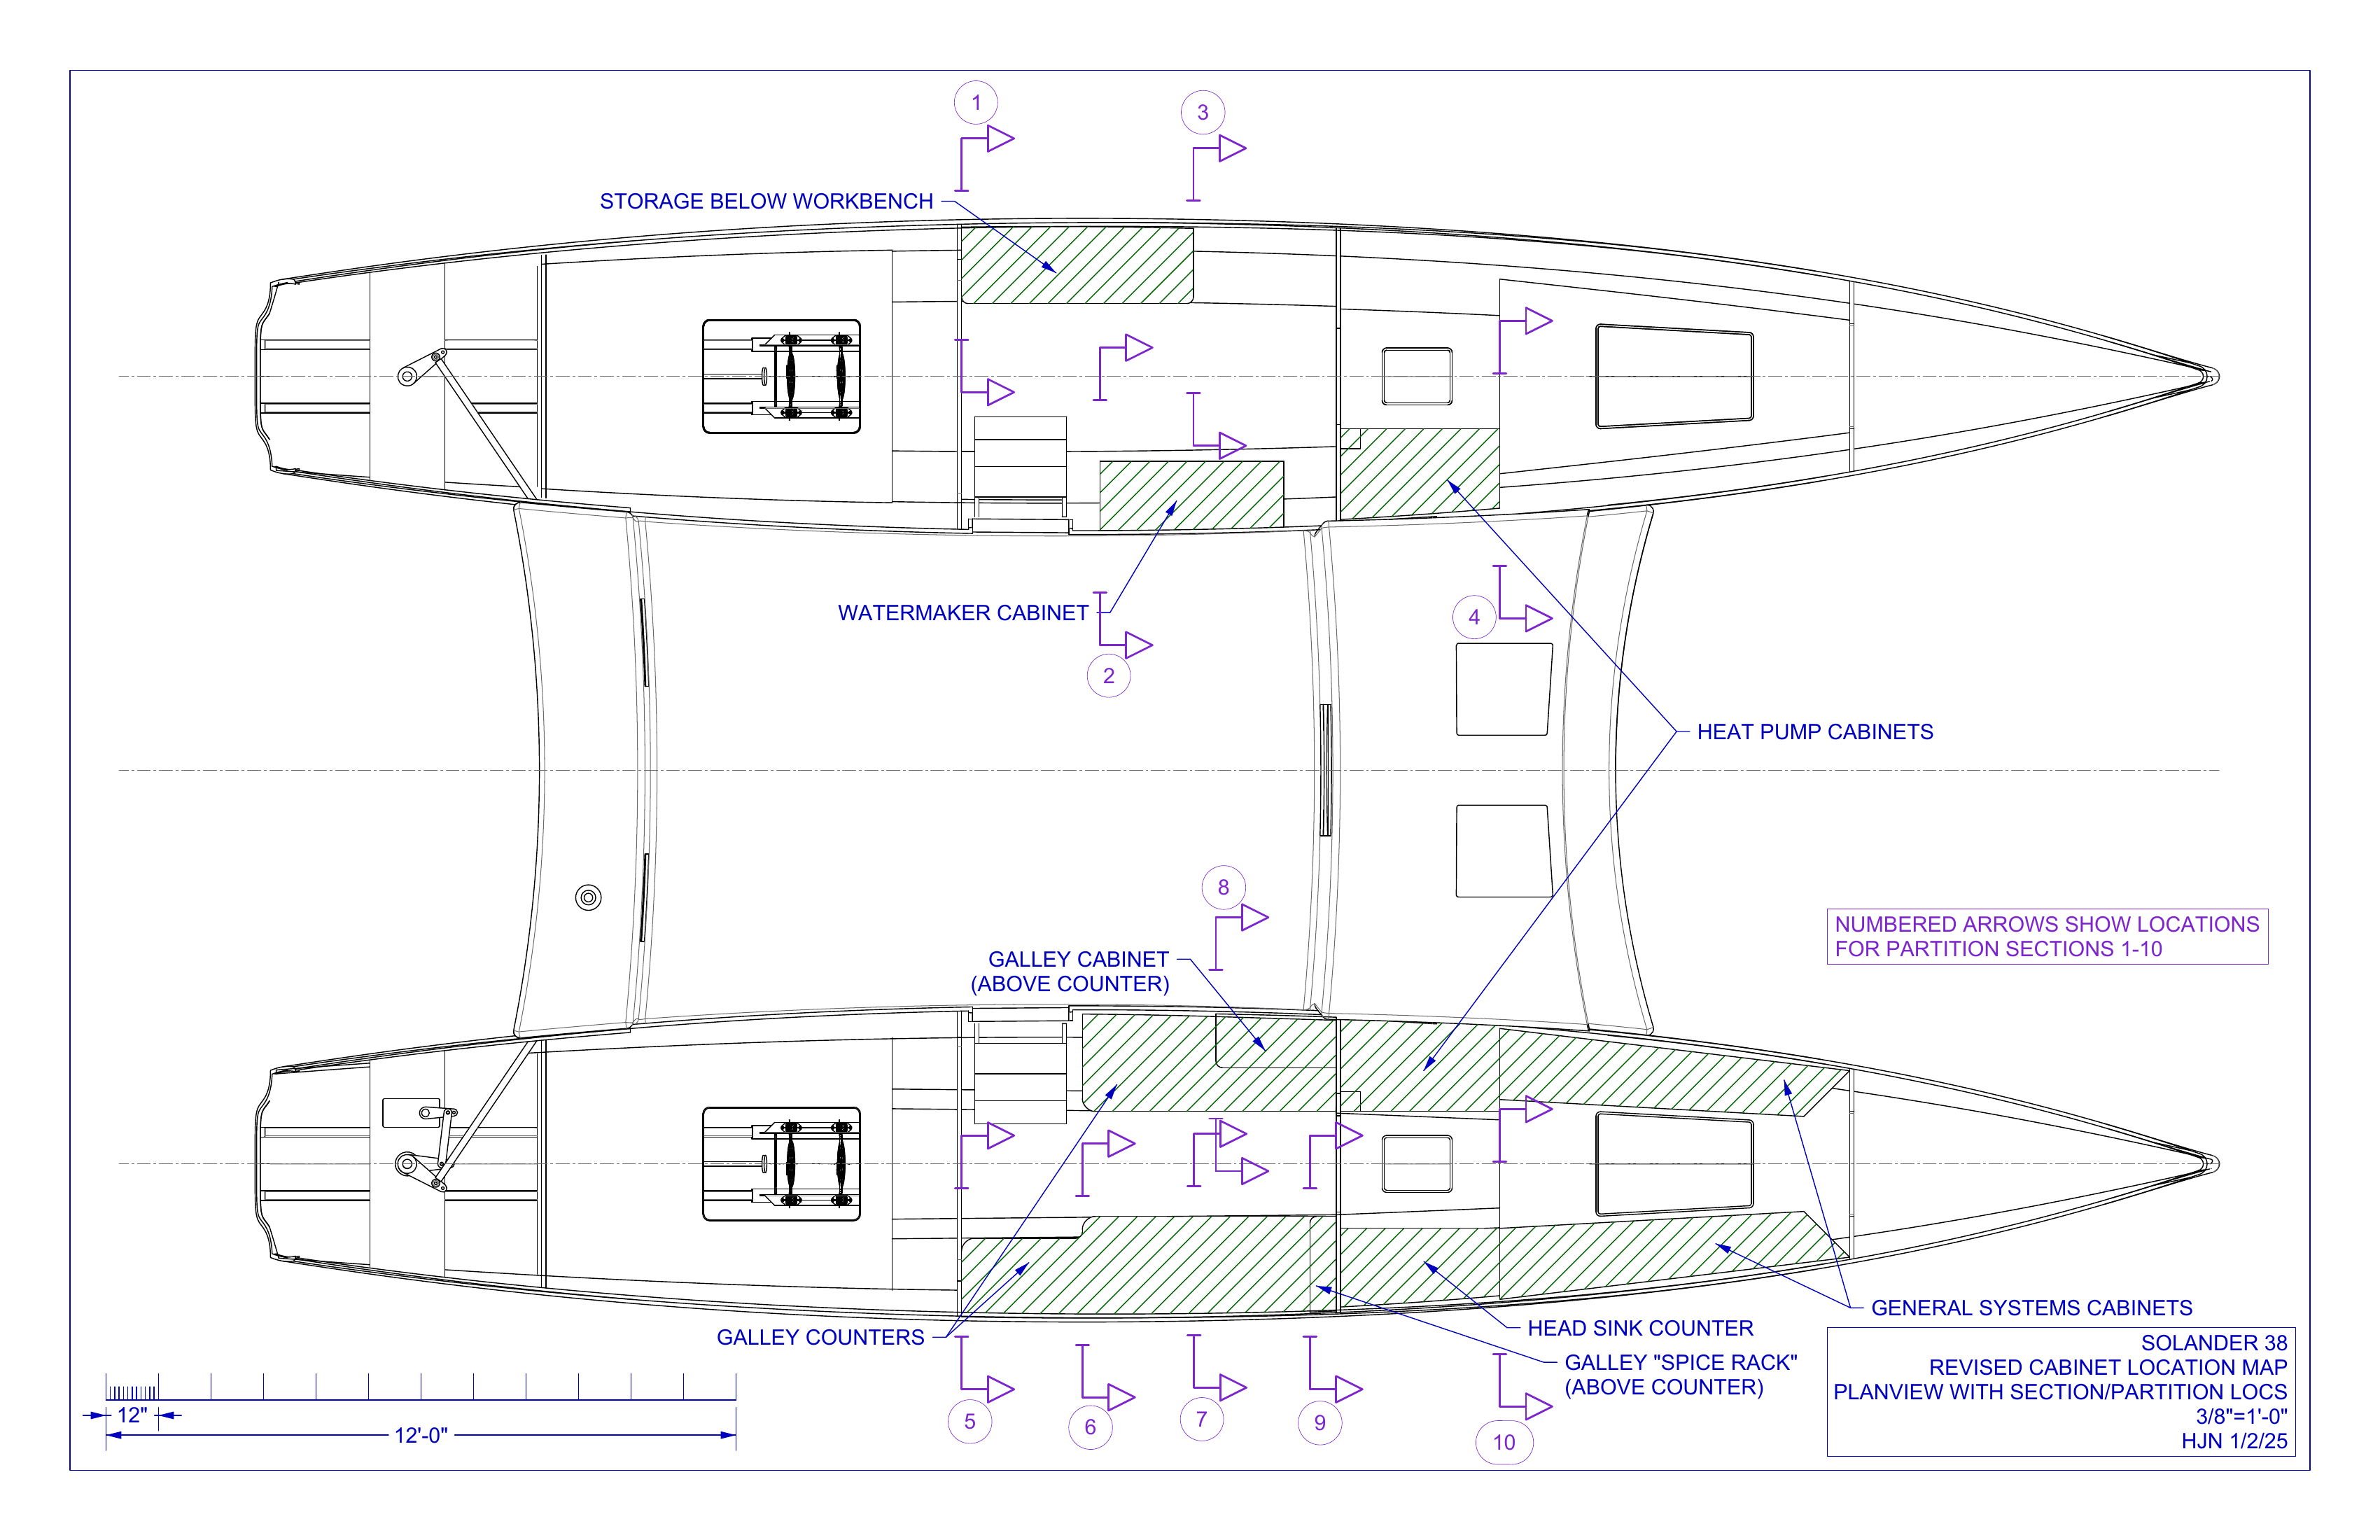 1
3
STORAGE BELOW WORKBENCH
WATERMAKER CABINET
4
2
HEAT PUMP CABINETS
8
NUMBERED ARROWS SHOW LOCATIONS
FOR PARTITION SECTIONS 1-10
GALLEY CABINET
(ABOVE COUNTER)
GENERAL SYSTEMS CABINETS
GALLEY COUNTERS
HEAD SINK COUNTER
GALLEY "SPICE RACK"
(ABOVE COUNTER)
5
6
7
9
10
12"
12'-0"
SOLANDER 38
REVISED CABINET LOCATION MAP
PLANVIEW WITH SECTION/PARTITION LOCS
3/8"=1'-0"
HJN 1/2/25